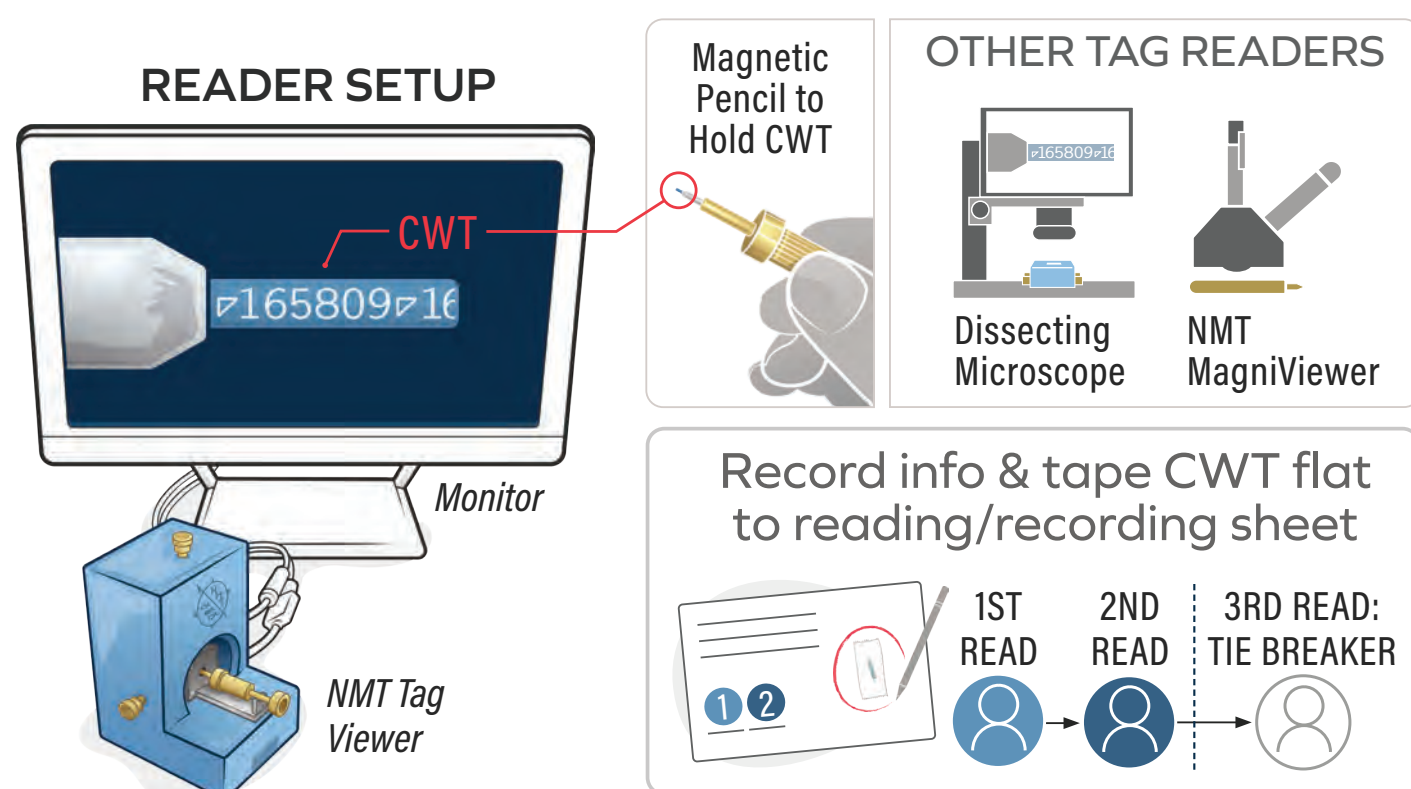 READER SETUP
CWT
165809 16
Monitor
NMT Tag
Viewer
Magnetic
Pencil to
Hold CWT
OTHER TAG READERS
165809 16
Dissecting
Microscope
NMT
MagniViewer
Record info & tape CWT flat
to reading/recording sheet
1 2
1ST
READ
2ND
READ
3RD READ:
TIE BREAKER